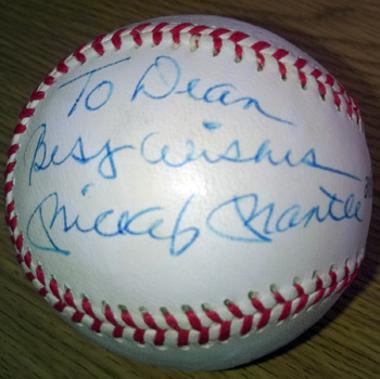 To Dean
Best Wishes
Mickey Mantle